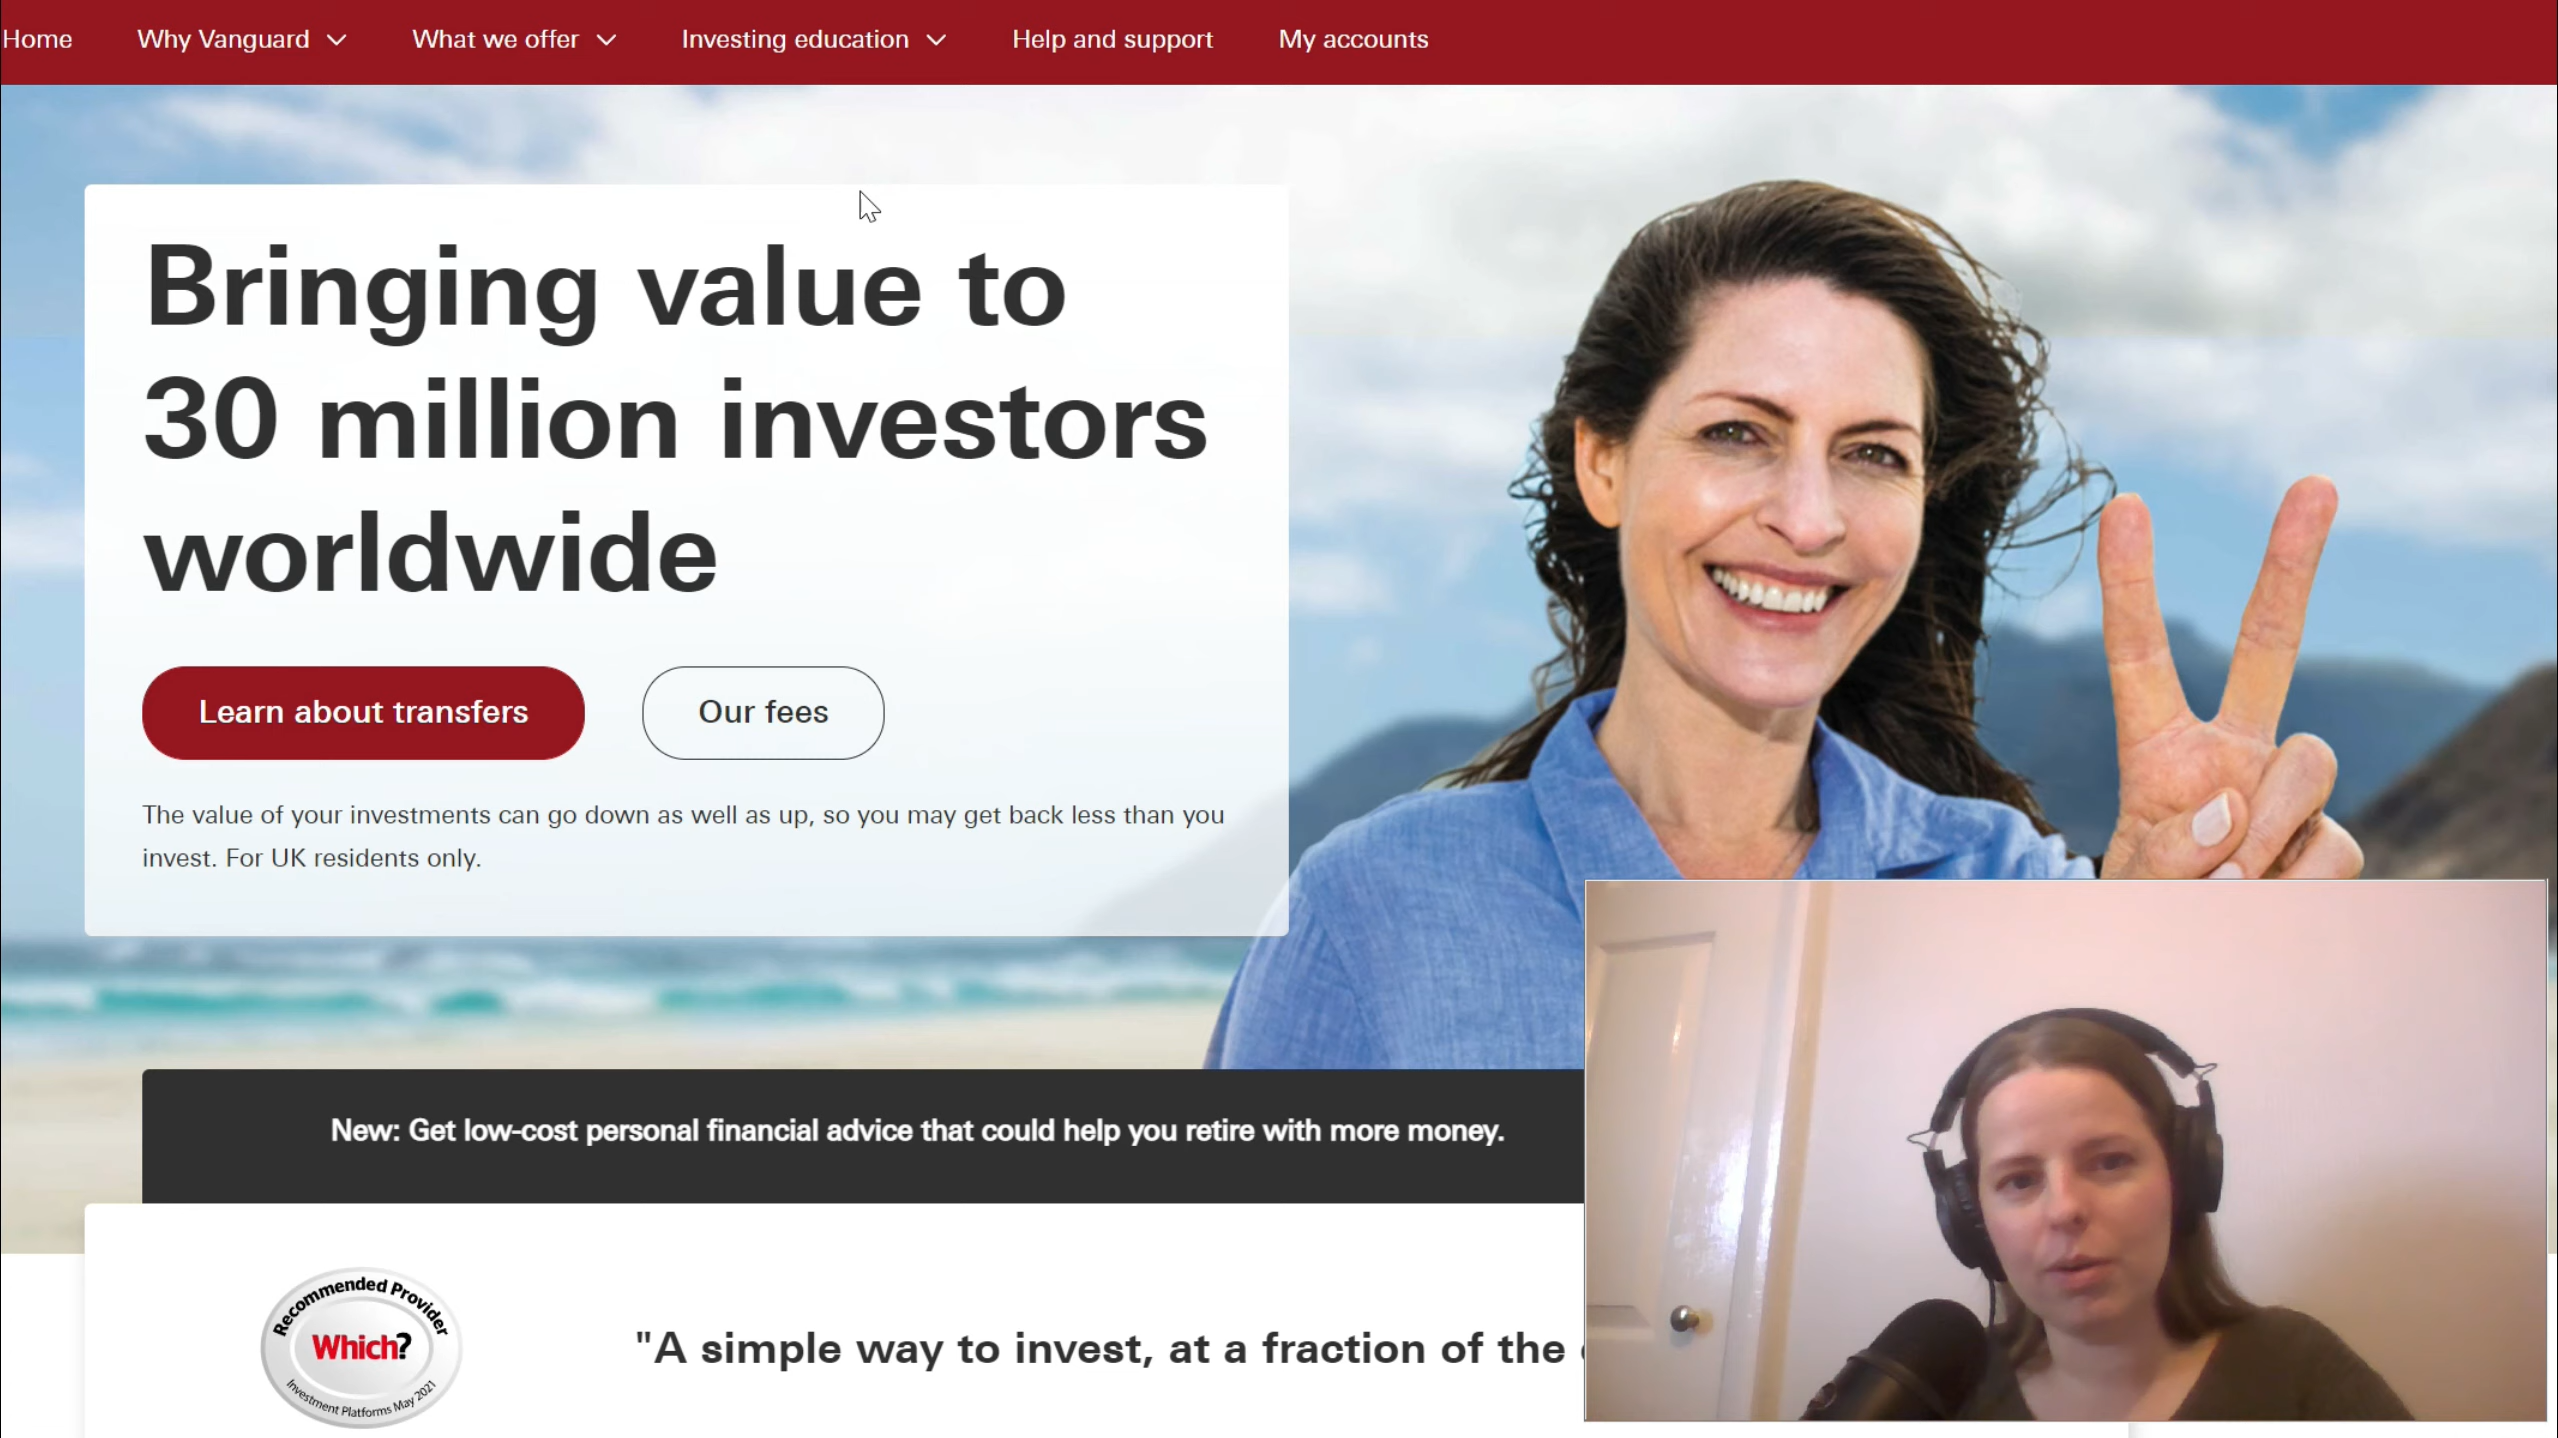 Home Why Vanguard What we offer Investing education Help and support My accounts
Bringing value to
30 million investors
worldwide
Learn about transfers Our fees
The value of your investments can go down as well as up, so you may get back less than you
invest. For UK residents only.
New: Get low-cost personal financial advice that could help you retire with more money.
Recommended Provider
Which?
Investment Platforms May 2021
"A simple way to invest, at a fraction of the